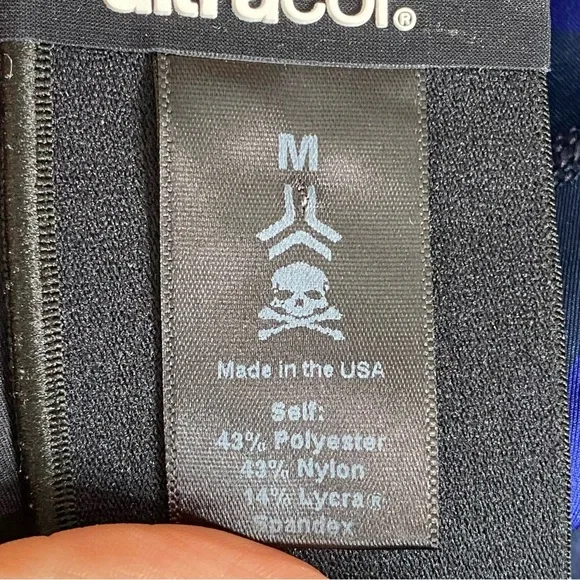 ultracor®
M
Made in the USA
Self:
43% Polyester
43% Nylon
14% Lycra®
Spandex